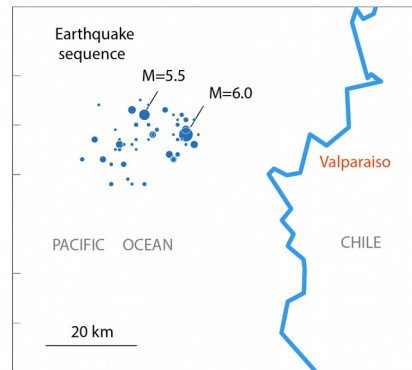 Earthquake
sequence
M=5.5
M=6.0
Valparaiso
PACIFIC OCEAN
CHILE
20 km